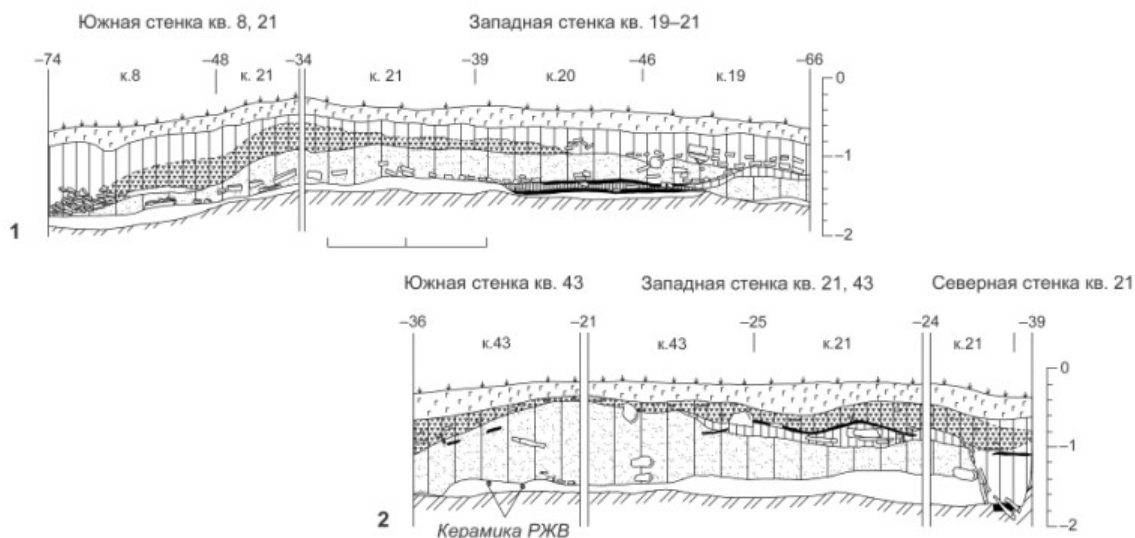 Южная стенка кв. 8, 21 Западная стенка кв. 19–21
–74 –48 –34 –39 –46 –66
к.8 к. 21 к. 21 к.20 к.19
0
–1
–2
1
Южная стенка кв. 43 Западная стенка кв. 21, 43 Северная стенка кв. 21
–36 –21 –25 –24 –39
к.43 к.43 к.21 к.21
0
–1
–2
2
Керамика РЖВ